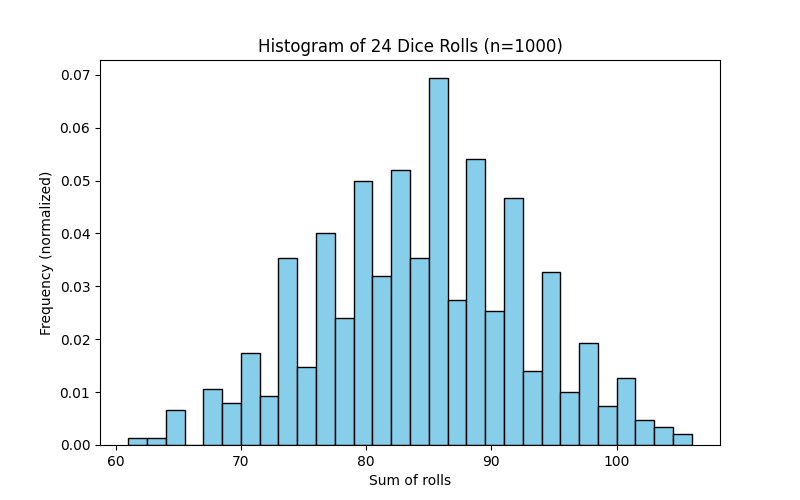 Histogram of 24 Dice Rolls (n=1000)
0.07
0.06
0.05
0.04
0.03
0.02
0.01
0.00
Frequency (normalized)
60 70 80 90 100
Sum of rolls